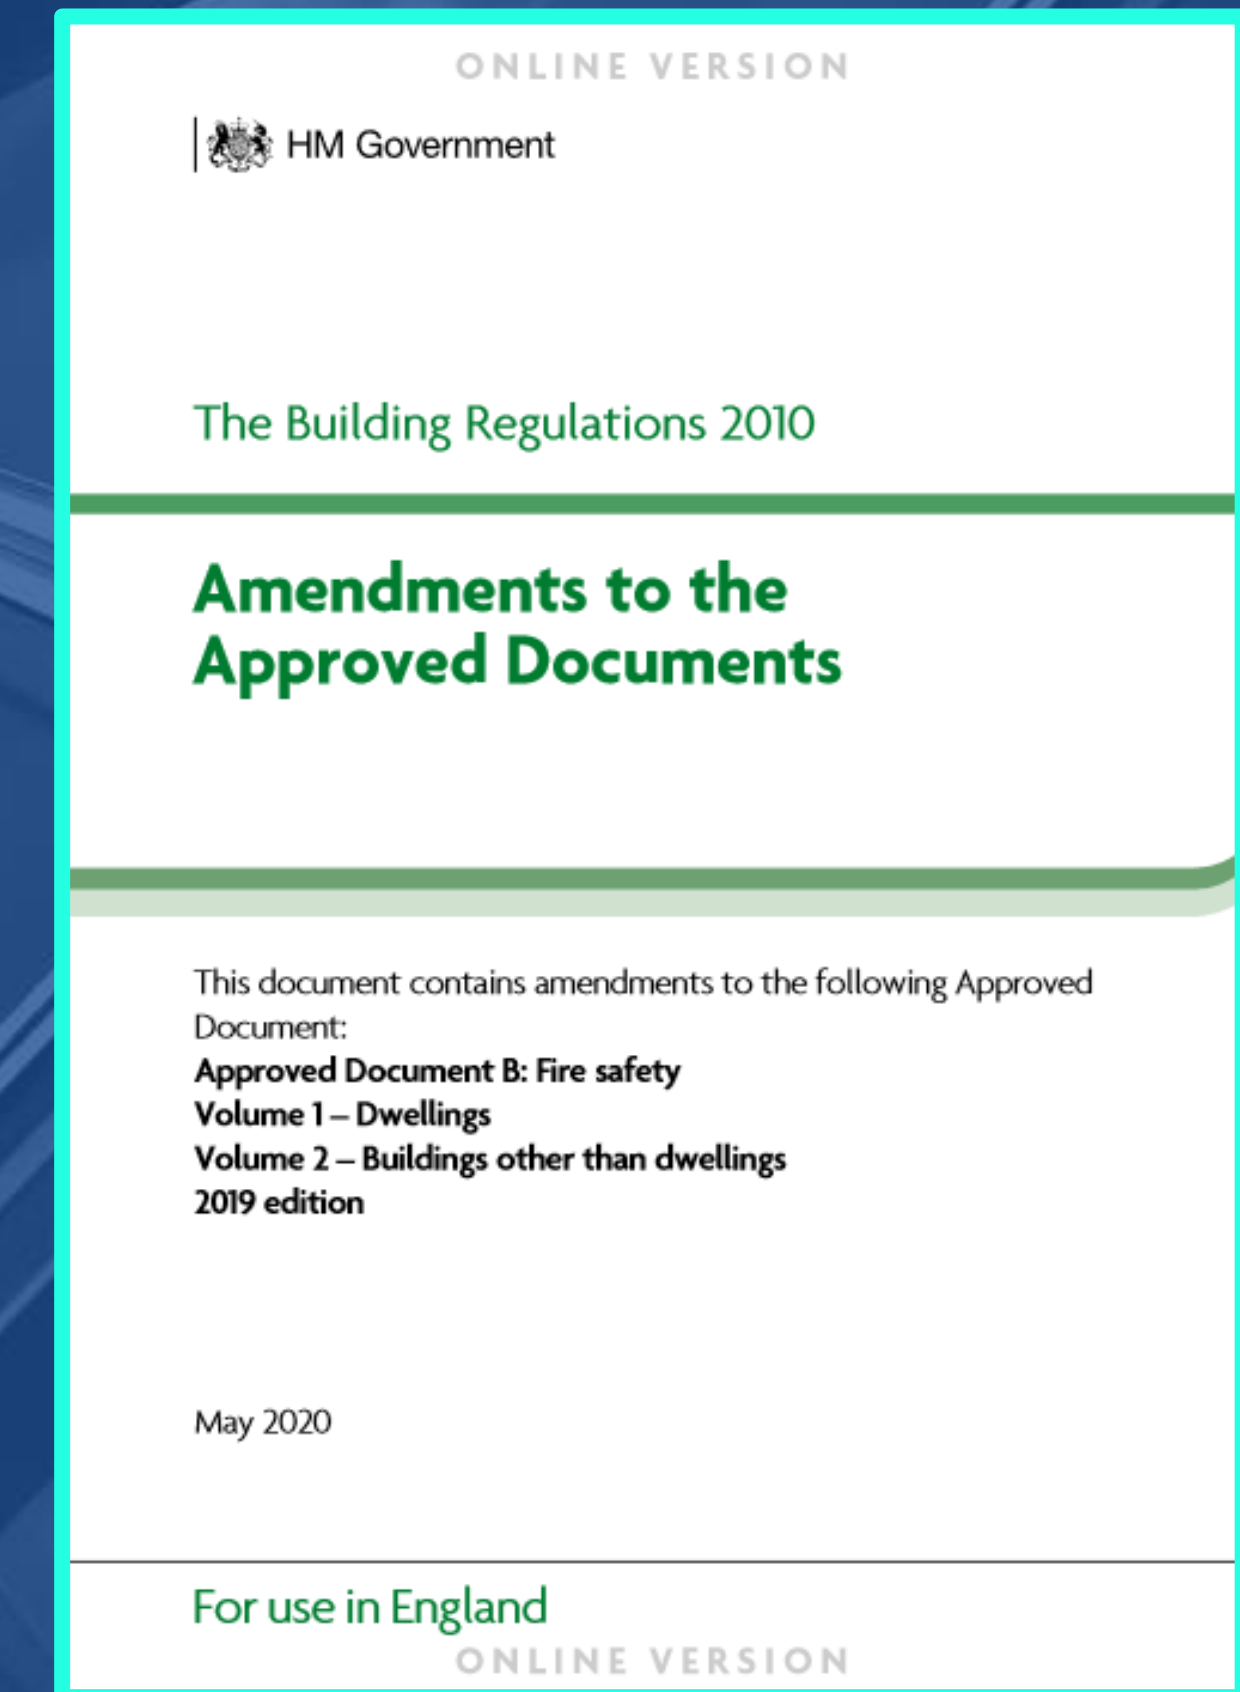 ONLINE VERSION
HM Government
The Building Regulations 2010
Amendments to the
Approved Documents
This document contains amendments to the following Approved
Document:
Approved Document B: Fire safety
Volume 1 – Dwellings
Volume 2 – Buildings other than dwellings
2019 edition
May 2020
For use in England
ONLINE VERSION